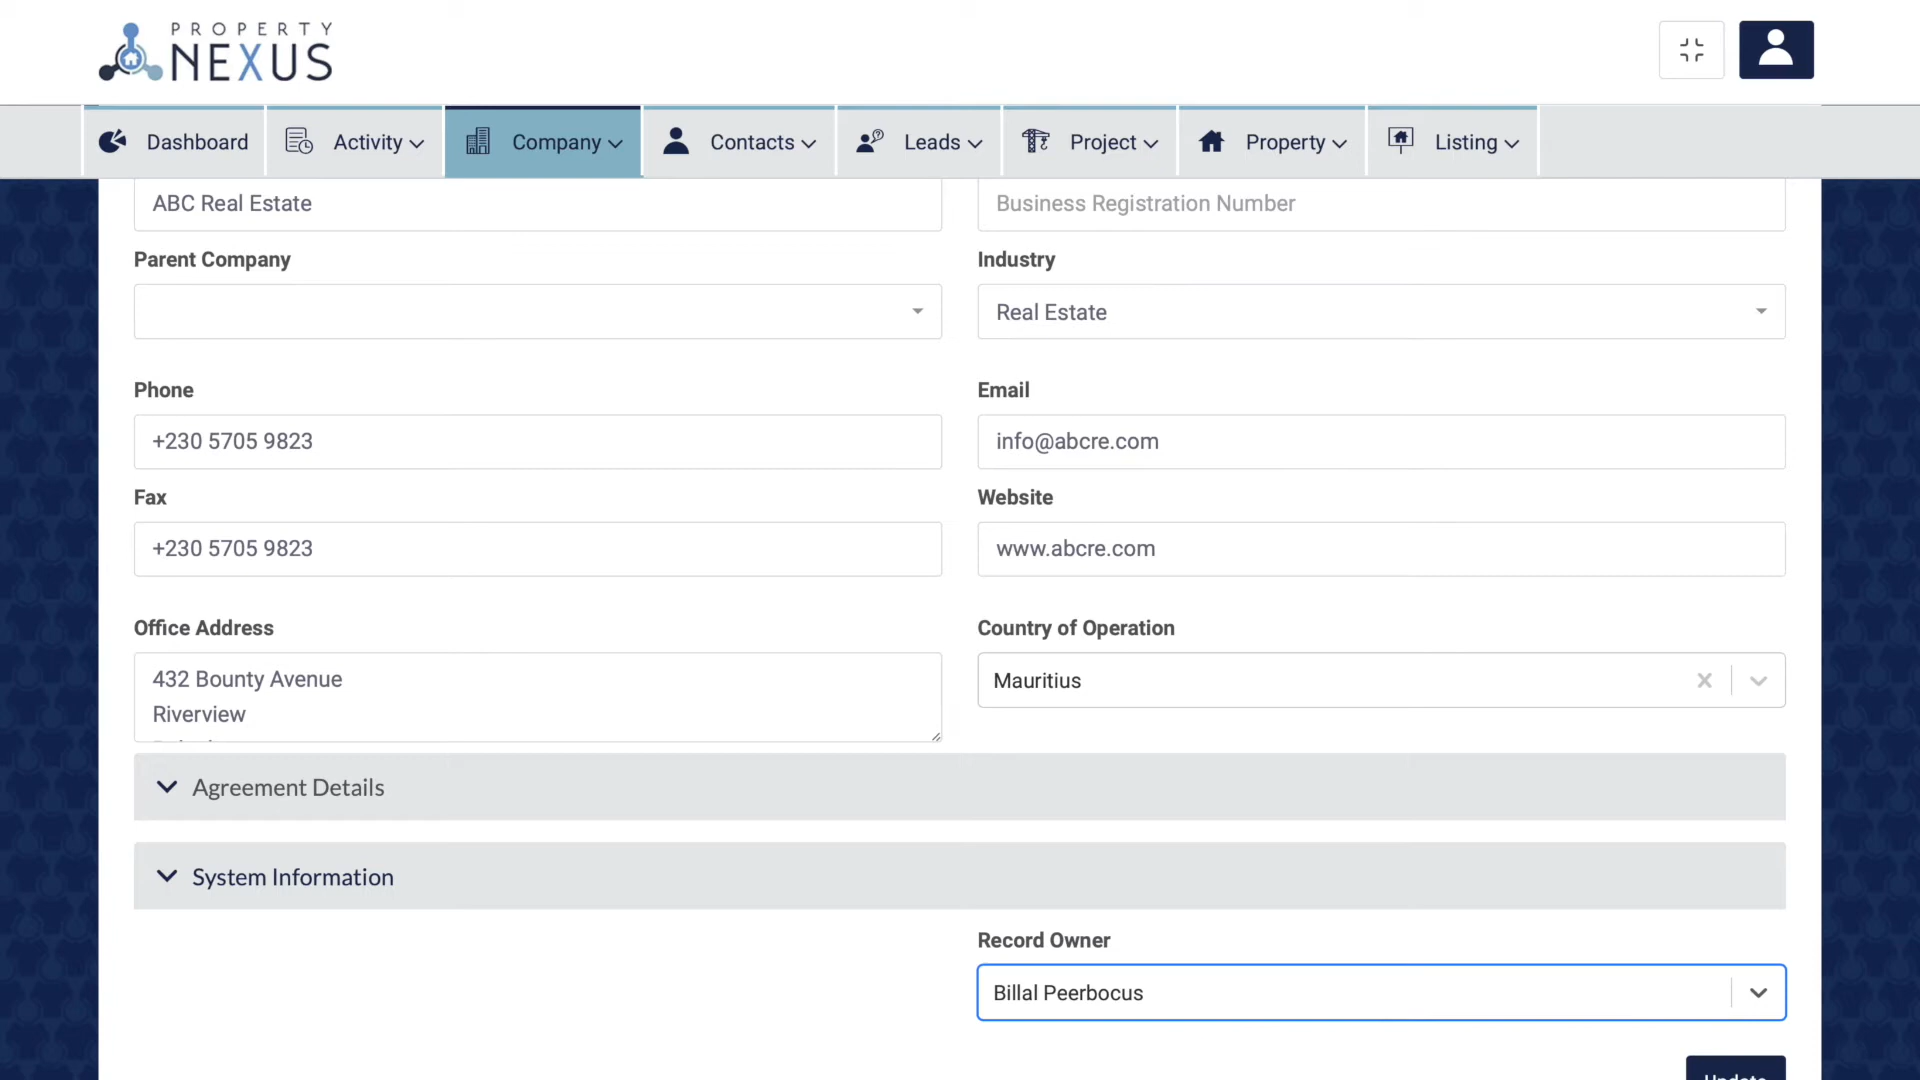 PROPERTY
NEXUS
Dashboard
Activity
Company
Contacts
Leads
Project
Property
Listing
ABC Real Estate
Business Registration Number
Parent Company
Industry
Real Estate
Phone
Email
+230 5705 9823
info@abcre.com
Fax
Website
+230 5705 9823
www.abcre.com
Office Address
Country of Operation
432 Bounty Avenue
Riverview
Mauritius
Agreement Details
System Information
Record Owner
Billal Peerbocus
Update